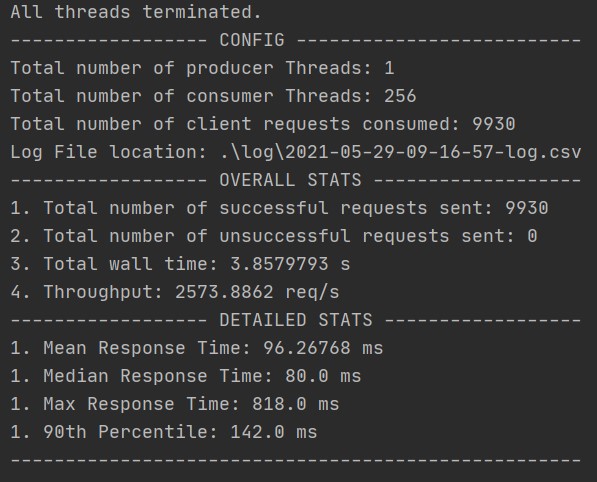 All threads terminated.
------------------ CONFIG --------------------------
Total number of producer Threads: 1
Total number of consumer Threads: 256
Total number of client requests consumed: 9930
Log File location: .\log\2021-05-29-09-16-57-log.csv
------------------ OVERALL STATS -------------------
1. Total number of successful requests sent: 9930
2. Total number of unsuccessful requests sent: 0
3. Total wall time: 3.8579793 s
4. Throughput: 2573.8862 req/s
------------------ DETAILED STATS ------------------
1. Mean Response Time: 96.26768 ms
1. Median Response Time: 80.0 ms
1. Max Response Time: 818.0 ms
1. 90th Percentile: 142.0 ms
----------------------------------------------------